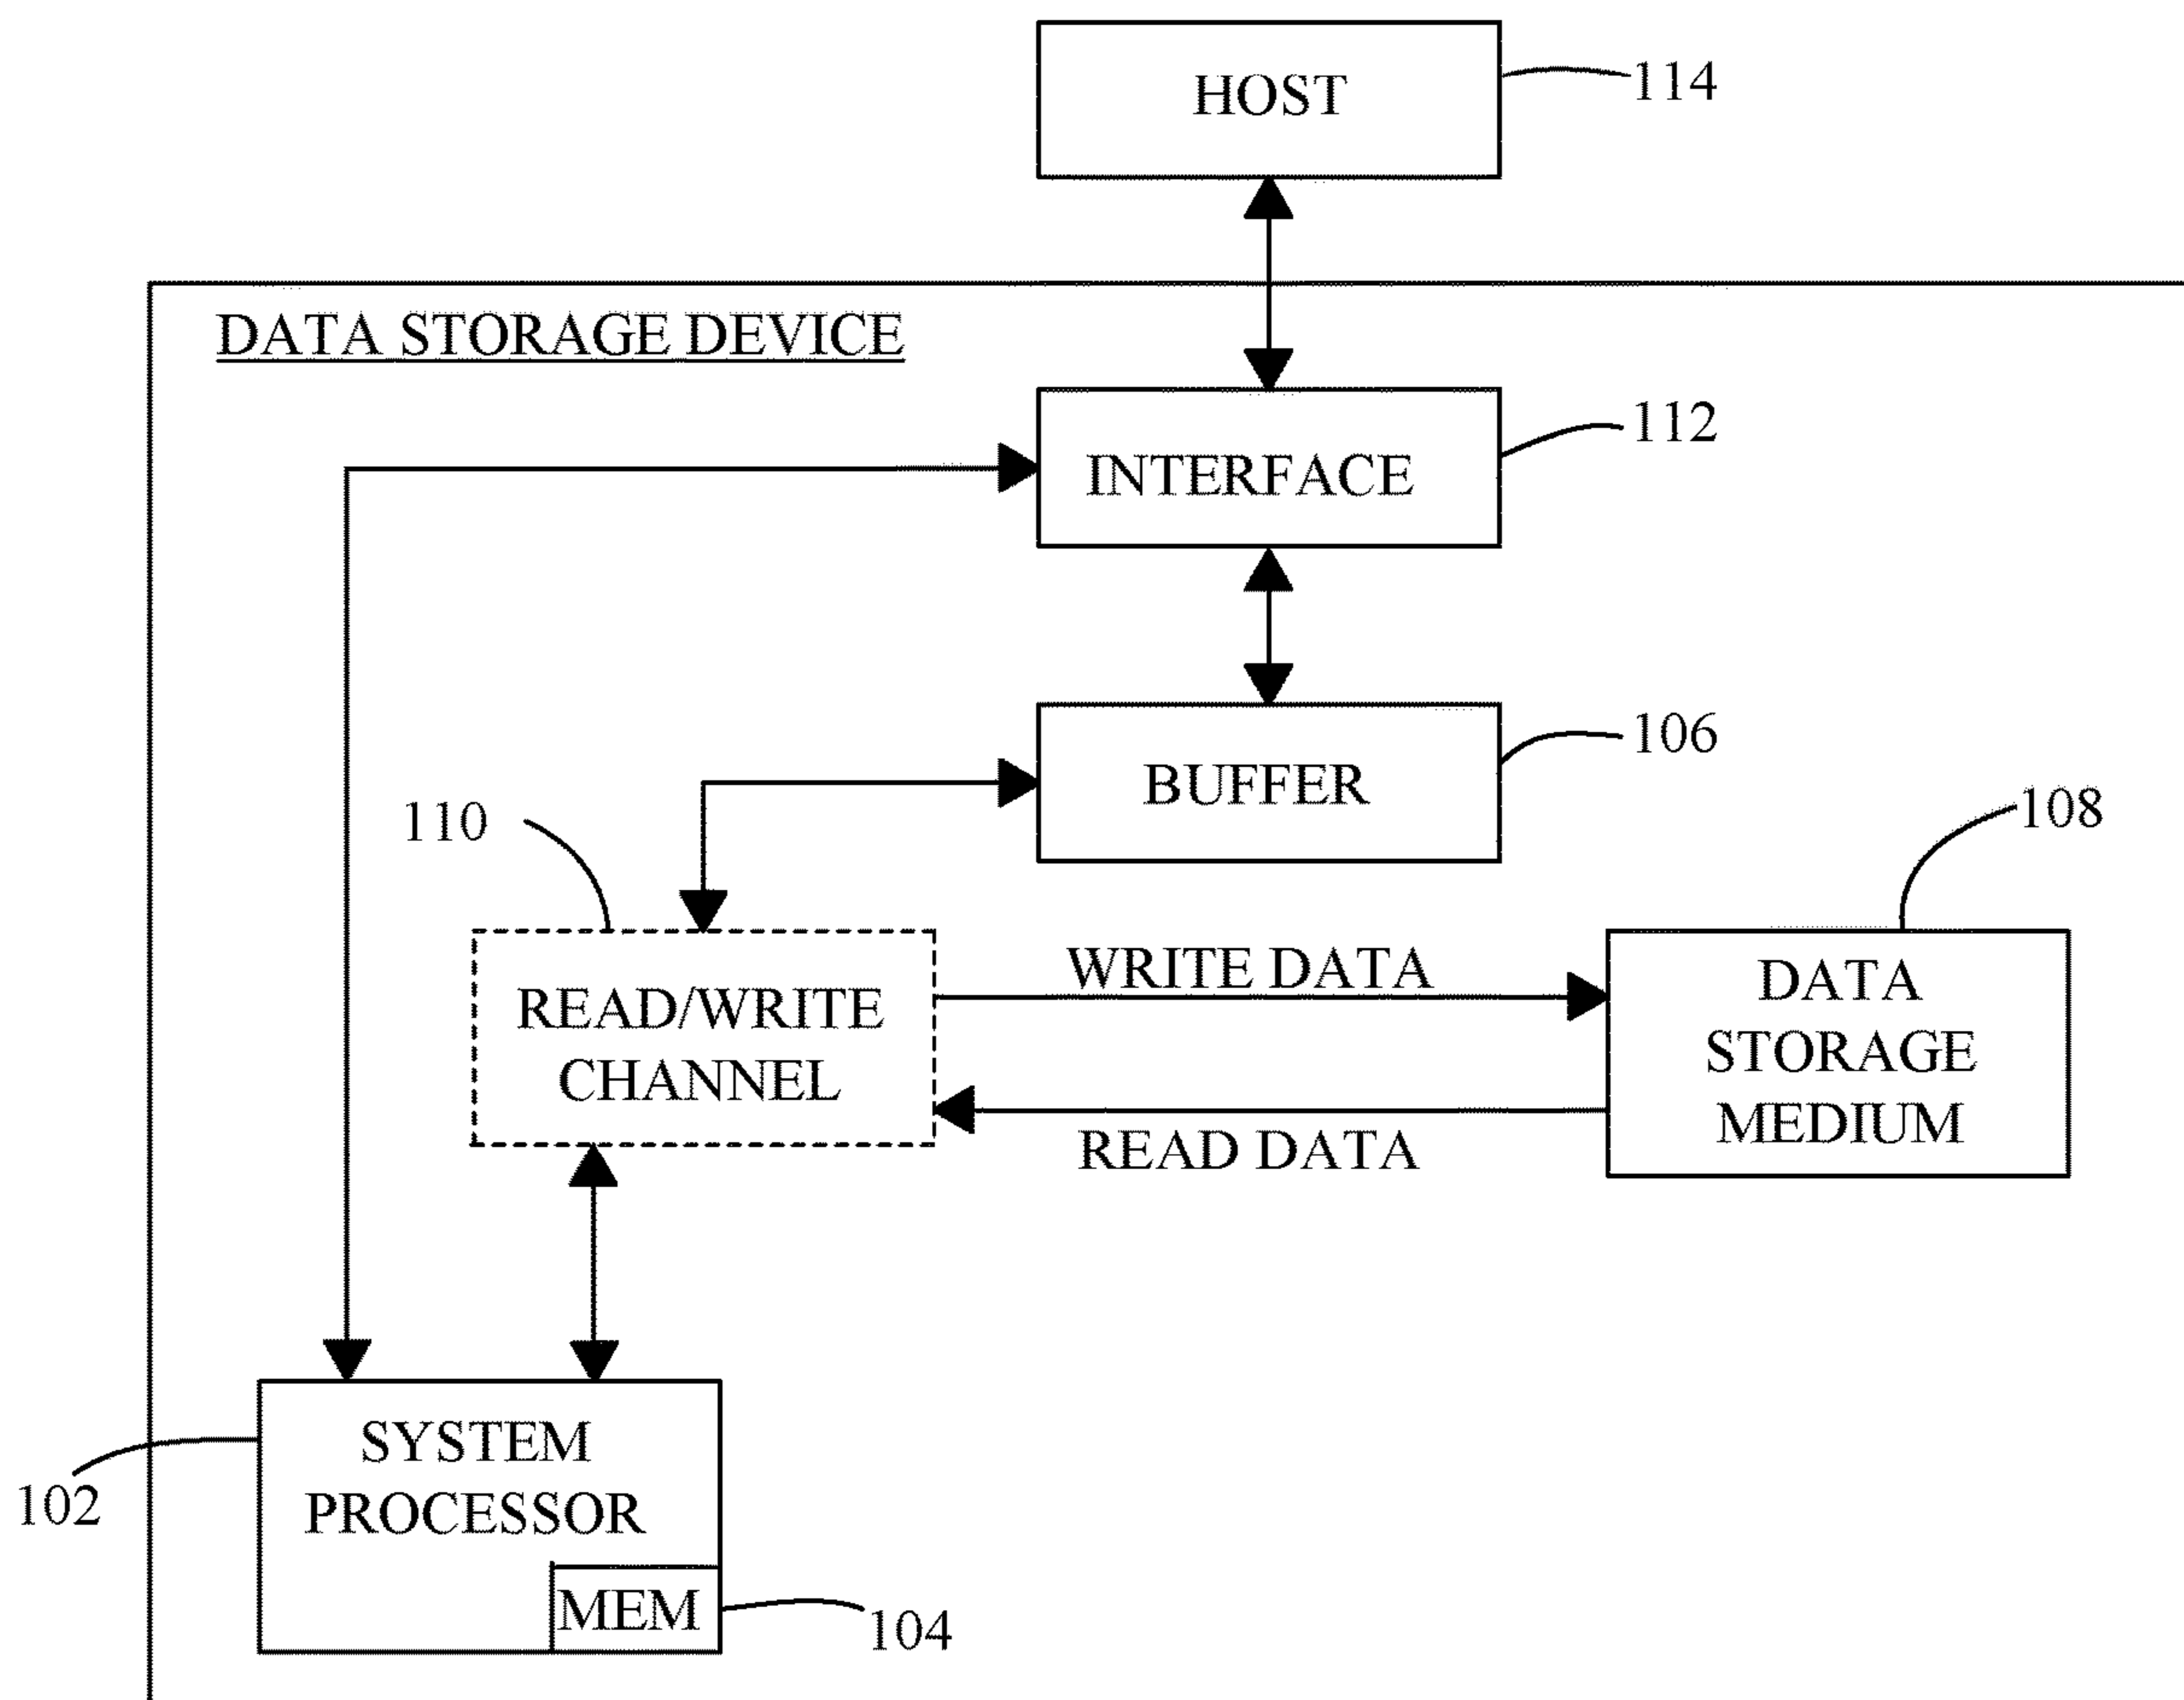 HOST
114
DATA STORAGE DEVICE
112
INTERFACE
106
BUFFER
110
108
WRITE DATA
READ/WRITE
CHANNEL
READ DATA
DATA
STORAGE
MEDIUM
SYSTEM
PROCESSOR
102
MEM
104